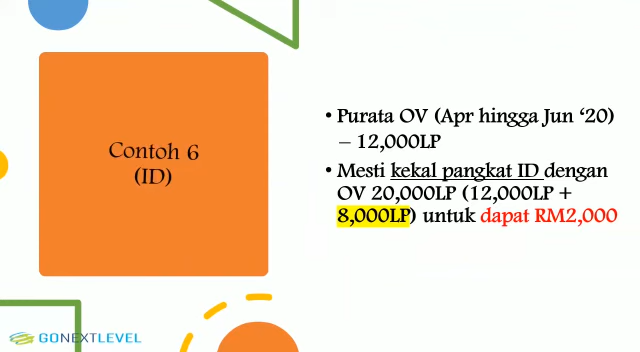 Contoh 6
(ID)
• Purata OV (Apr hingga Jun ‘20)
– 12,000LP
• Mesti kekal pangkat ID dengan
OV 20,000LP (12,000LP +
8,000LP) untuk dapat RM2,000
GONEXTLEVEL